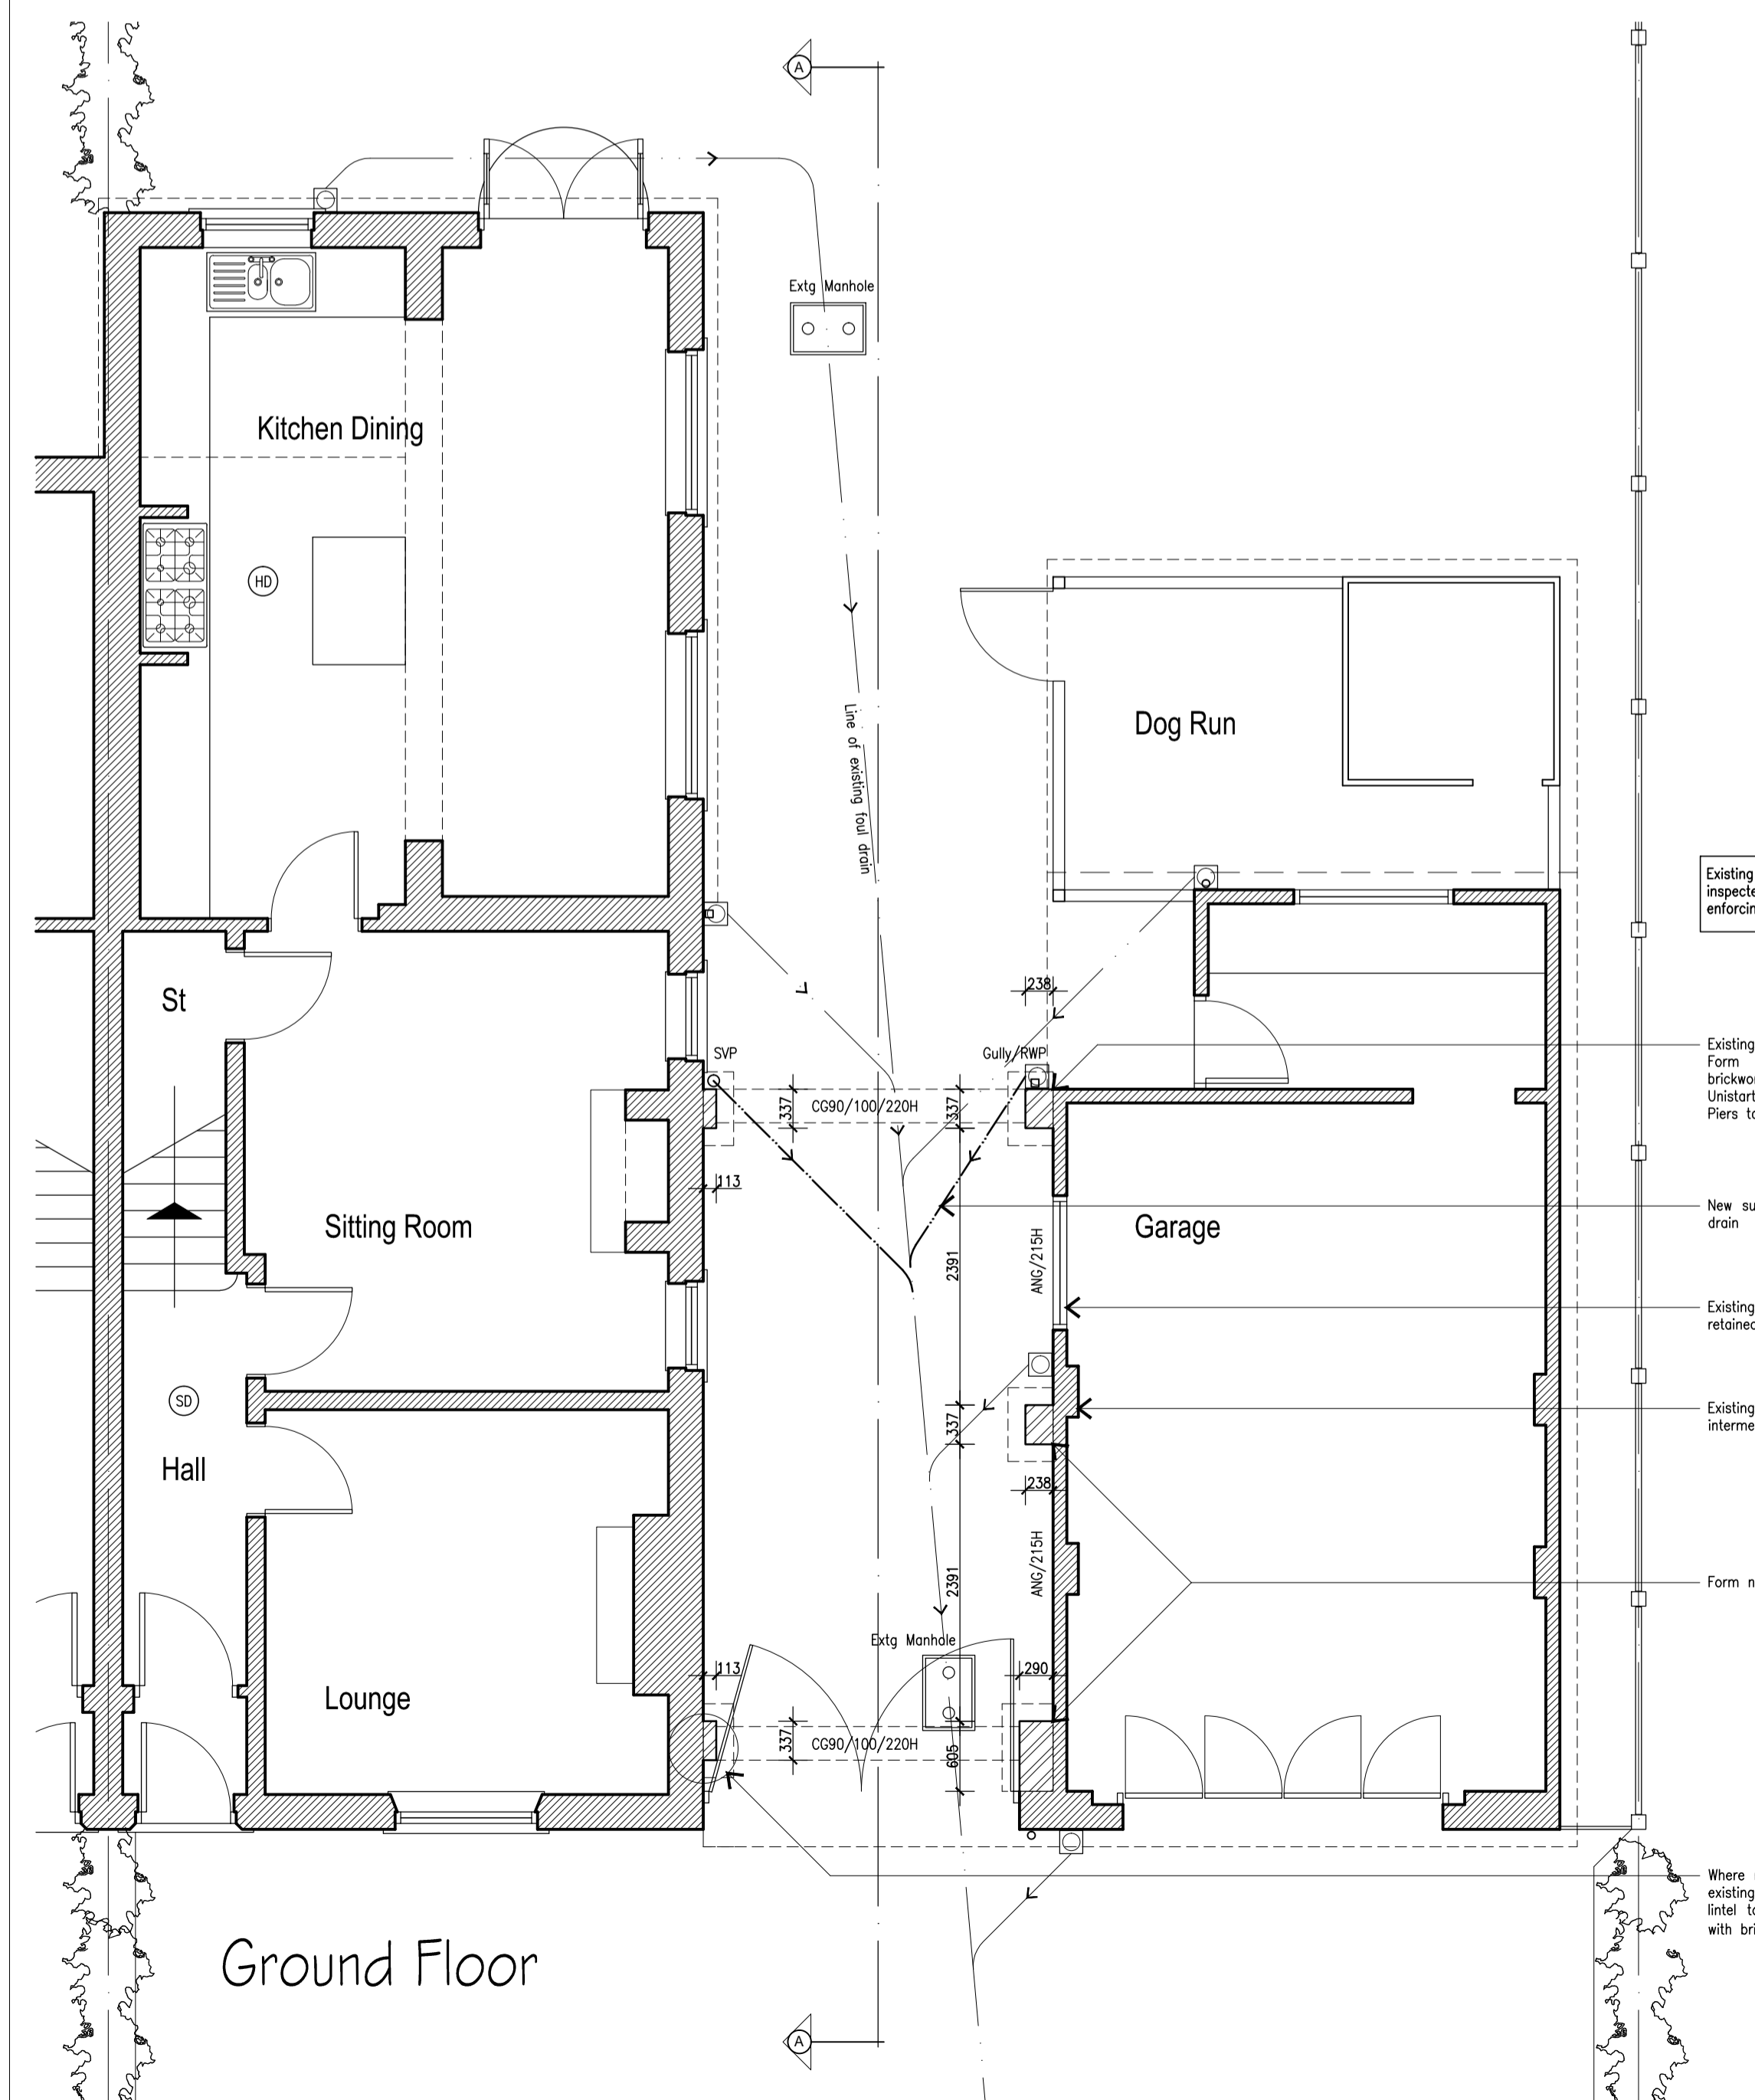 A
Extg Manhole
Kitchen Dining
HD
Line of existing foul drain
Dog Run
Existing
inspecte
enforcin
St
238
SVP
Gully/RWP
337
CG90/100/220H
337
Existing
Form
brickwor
Unistart
Piers to
113
Sitting Room
2391
ANG/215H
Garage
New su
drain
Existing
retained
SD
337
Existing
interme
Hall
238
2391
ANG/215H
Form n
Extg Manhole
113
290
Lounge
337
CG90/100/220H
605
Where
existing
lintel to
with bri
Ground Floor
A